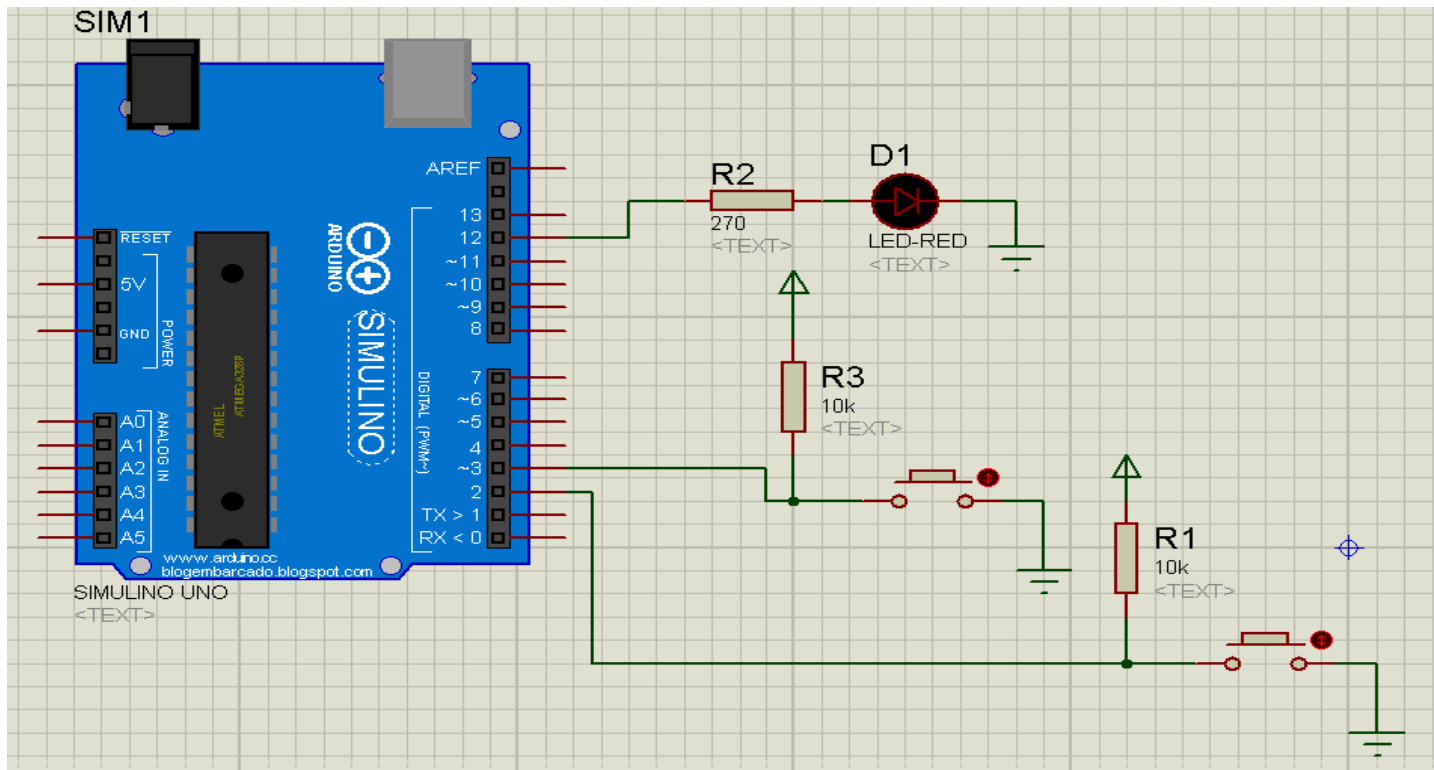 SIM1
AREF
13
12
~11
~10
~9
8
7
~6
~5
4
~3
2
TX > 1
RX < 0
DIGITAL (PWM~)
RESET
5V
GND
POWER
A0
A1
A2
A3
A4
A5
ANALOG IN
ATMEL
ATMEGA328P
ARDUINO
SIMULINO
www.arduino.cc
blogembarcado.blogspot.com
SIMULINO UNO
<TEXT>
R2
270
<TEXT>
D1
LED-RED
<TEXT>
R3
10k
<TEXT>
R1
10k
<TEXT>